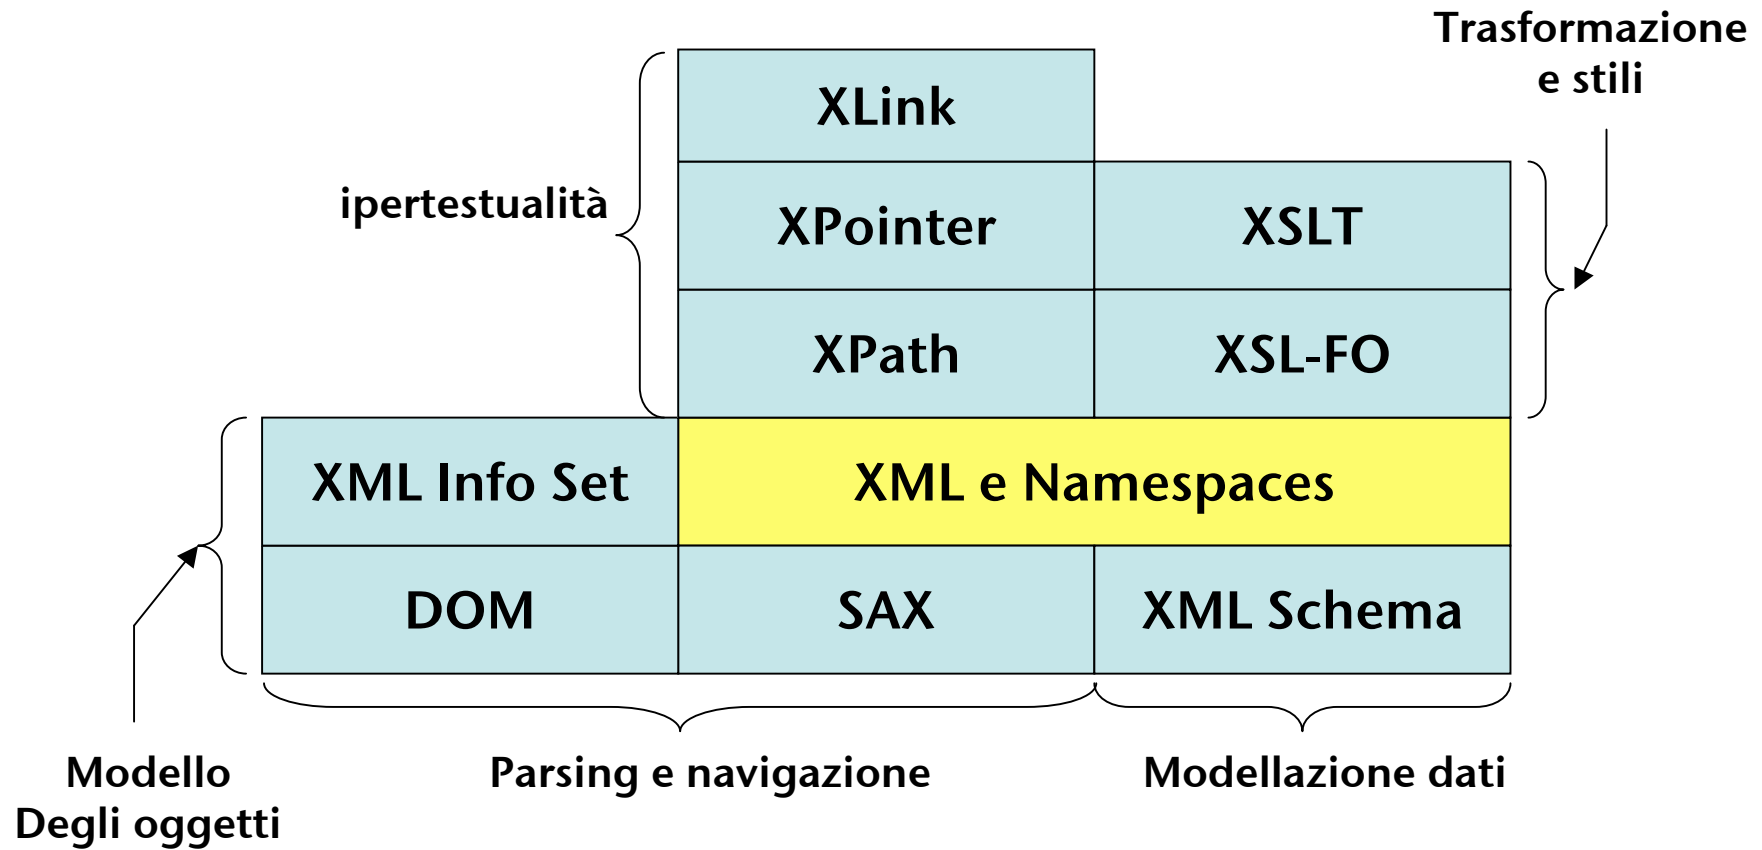 Trasformazione
e stili
XLink
ipertestualità
XPointer
XSLT
XPath
XSL-FO
XML Info Set
XML e Namespaces
DOM
SAX
XML Schema
Modello
Degli oggetti
Parsing e navigazione
Modellazione dati